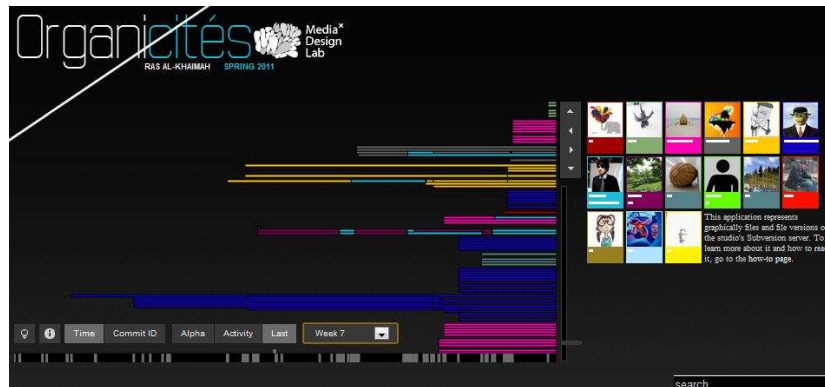 Organicités
Mediaˣ
Design
Lab
RAS AL-KHAIMAH SPRING 2011
This application represents
graphically files and file versions o
the studio's Subversion server. To
learn more about it and how to rea
it, go to the how-to page.
Time Commit ID Alpha Activity Last Week 7
search